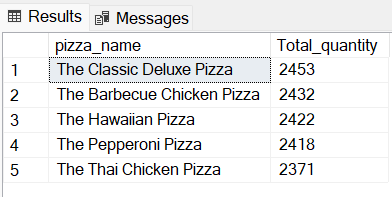 Results Messages
pizza_name Total_quantity
1 The Classic Deluxe Pizza 2453
2 The Barbecue Chicken Pizza 2432
3 The Hawaiian Pizza 2422
4 The Pepperoni Pizza 2418
5 The Thai Chicken Pizza 2371